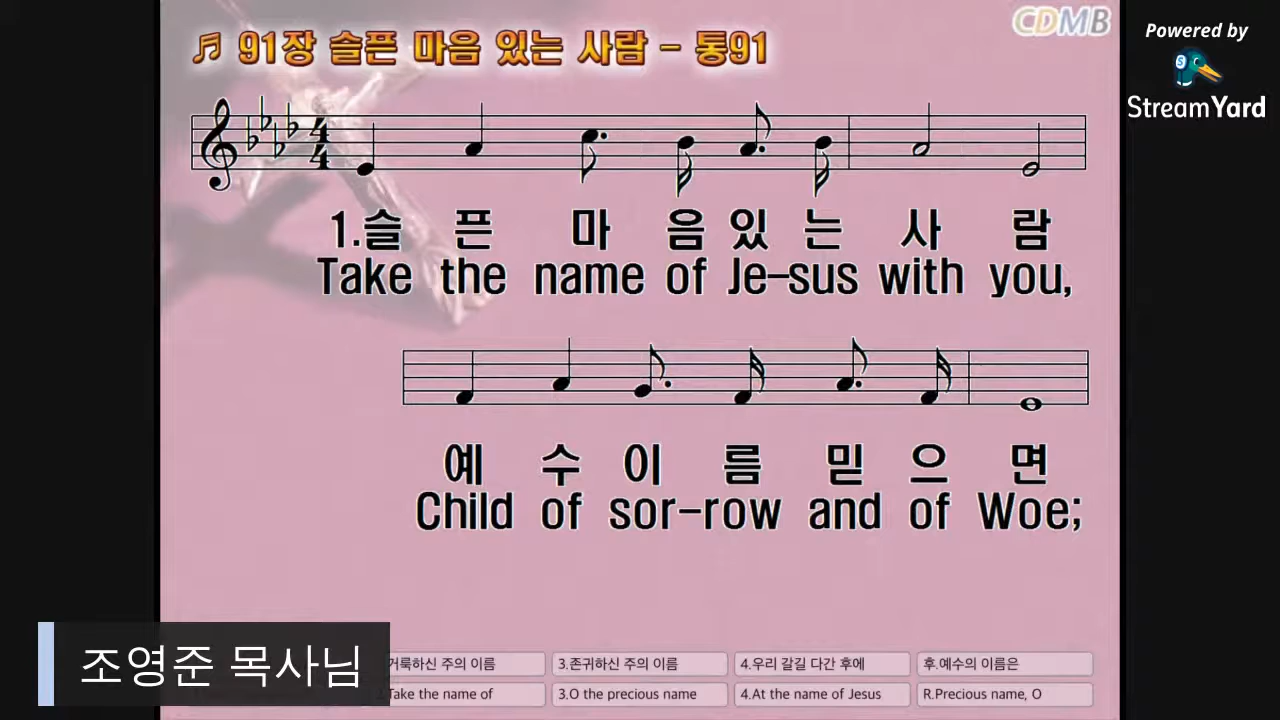 CDMB
Powered by
StreamYard
♬ 91장 슬픈 마음 있는 사람 - 통91
1.슬 픈 마 음 있 는 사 람
Take the name of Je-sus with you,
예 수 이 름 믿 으 면
Child of sor-row and of Woe;
거룩하신 주의 이름
3.존귀하신 주의 이름
4.우리 갈길 다간 후에
후.예수의 이름은
Take the name of
3.O the precious name
4.At the name of Jesus
R.Precious name, O
조영준 목사님